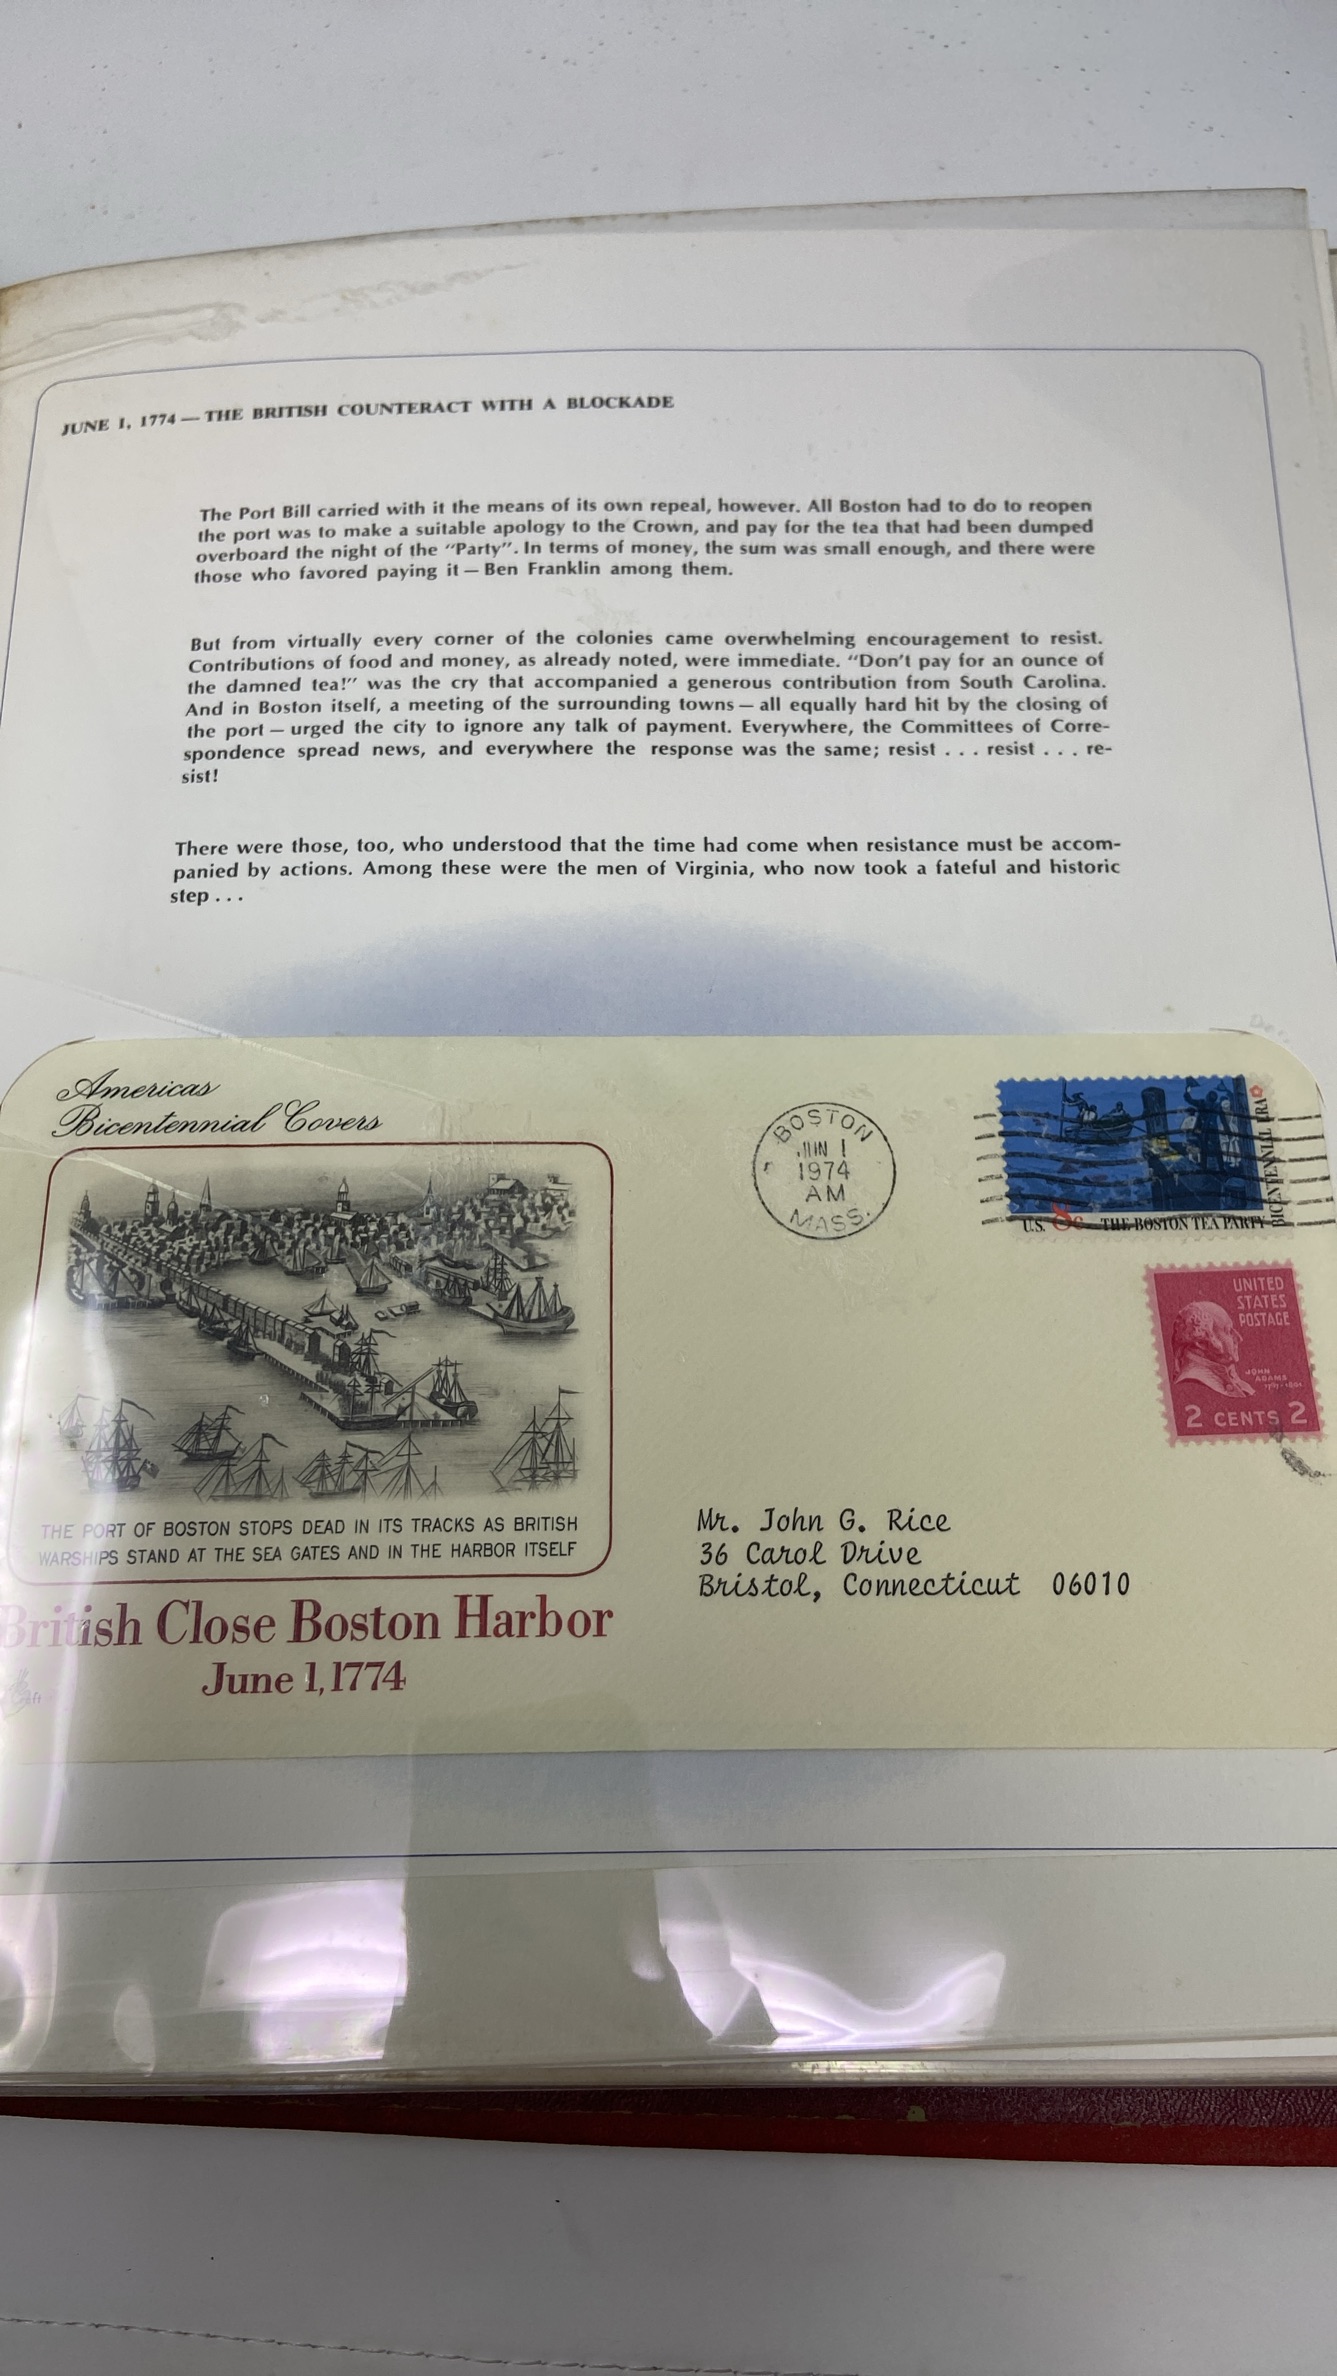 JUNE 1, 1774 — THE BRITISH COUNTERACT WITH A BLOCKADE
The Port Bill carried with it the means of its own repeal, however. All Boston had to do to reopen
the port was to make a suitable apology to the Crown, and pay for the tea that had been dumped
overboard the night of the “Party”. In terms of money, the sum was small enough, and there were
those who favored paying it — Ben Franklin among them.
But from virtually every corner of the colonies came overwhelming encouragement to resist.
Contributions of food and money, as already noted, were immediate. “Don’t pay for an ounce of
the damned tea!” was the cry that accompanied a generous contribution from South Carolina.
And in Boston itself, a meeting of the surrounding towns — all equally hard hit by the closing of
the port — urged the city to ignore any talk of payment. Everywhere, the Committees of Corre-
spondence spread news, and everywhere the response was the same; resist . . . resist . . . re-
sist!
There were those, too, who understood that the time had come when resistance must be accom-
panied by actions. Among these were the men of Virginia, who now took a fateful and historic
step . . .
Americas
Bicentennial Covers
BOSTON
JUN 1
1974
AM
MASS.
BICENTENNIAL ERA
U.S. 8c THE BOSTON TEA PARTY
UNITED
STATES
POSTAGE
JOHN
ADAMS
1797-1801
2 CENTS 2
THE PORT OF BOSTON STOPS DEAD IN ITS TRACKS AS BRITISH
WARSHIPS STAND AT THE SEA GATES AND IN THE HARBOR ITSELF
British Close Boston Harbor
June 1, 1774
Mr. John G. Rice
36 Carol Drive
Bristol, Connecticut 06010